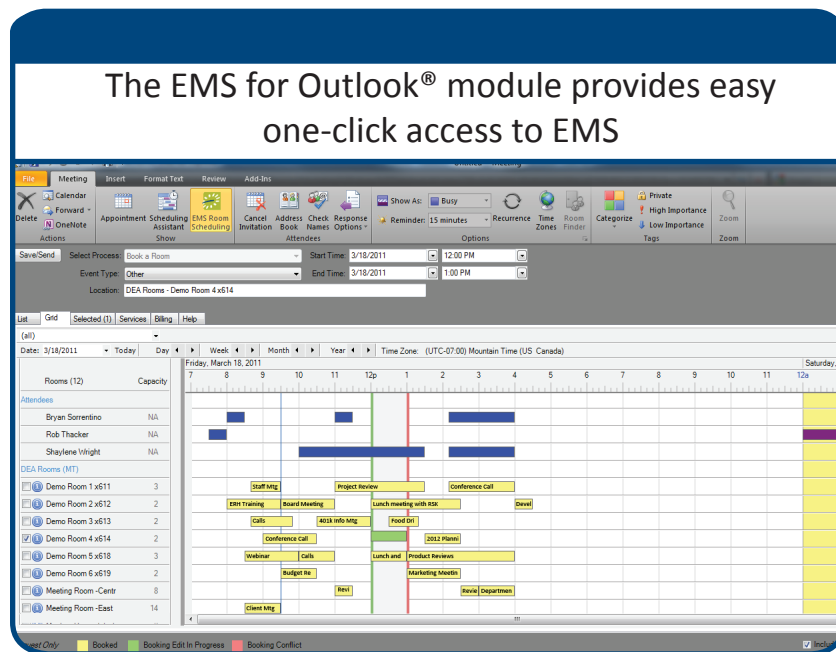 The EMS for Outlook® module provides easy
one-click access to EMS
File Meeting Insert Format Text Review Add-Ins
Delete
Calendar
Forward
OneNote
Actions
Appointment Scheduling Assistant EMS Room Scheduling
Show
Cancel Invitation Address Book Check Names Response Options
Attendees
Show As: Busy
Reminder: 15 minutes
Recurrence Time Zones Room Finder
Options
Categorize
Private
High Importance
Low Importance
Tags
Zoom
Zoom
Save/Send Select Process: Book a Room Start Time: 3/18/2011 12:00 PM
Event Type: Other End Time: 3/18/2011 1:00 PM
Location: DEA Rooms - Demo Room 4 x614
List Grid Selected (1) Services Billing Help
(all)
Date: 3/18/2011 Today Day Week Month Year Time Zone: (UTC-07:00) Mountain Time (US Canada)
Friday, March 18, 2011 Saturday,
Rooms (12) Capacity 7 8 9 10 11 12p 1 2 3 4 5 6 7 8 9 10 11 12a
Attendees
Bryan Sorrentino NA
Rob Thacker NA
Shaylene Wright NA
DEA Rooms (MT)
Demo Room 1 x611 3 Staff Mtg Project Review Conference Call
Demo Room 2 x612 2 ERH Training Board Meeting Lunch meeting with RSK Devel
Demo Room 3 x613 2 Calls 401k Info Mtg Food Dri
Demo Room 4 x614 2 Conference Call 2012 Planni
Demo Room 5 x618 3 Webinar Calls Lunch and Product Reviews
Demo Room 6 x619 2 Budget Re Marketing Meetin
Meeting Room -Centr 8 Revi Revie Departmen
Meeting Room -East 14 Client Mtg
Only Booked Booking Edit In Progress Booking Conflict